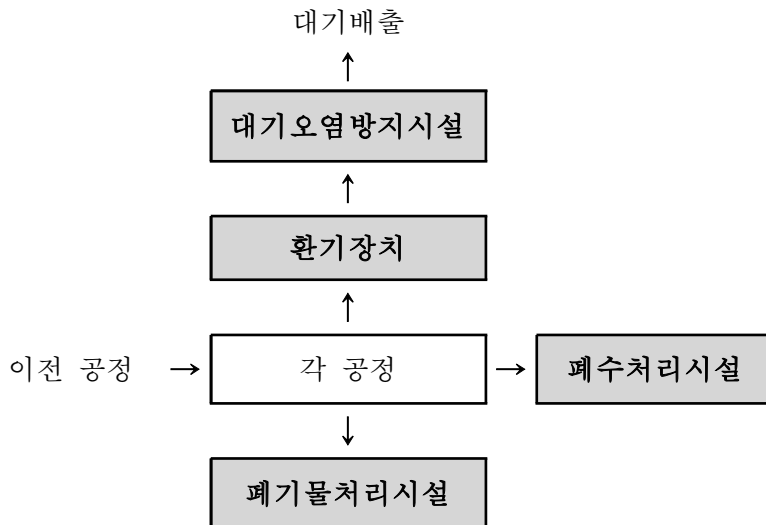 대기배출
↑
대기오염방지시설
↑
환기장치
↑
이전 공정 → 각 공정 → 폐수처리시설
↓
폐기물처리시설